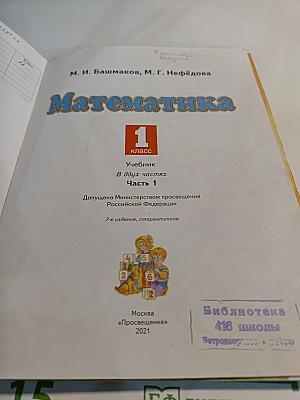 М. И. Башмаков, М. Г. Нефёдова
Математика
1
класс
Учебник
В двух частях
Часть 1
Допущено Министерством просвещения
Российской Федерации
7-е издание, стереотипное
Москва
«Просвещение»
2021
Библиотека
416 школы
15